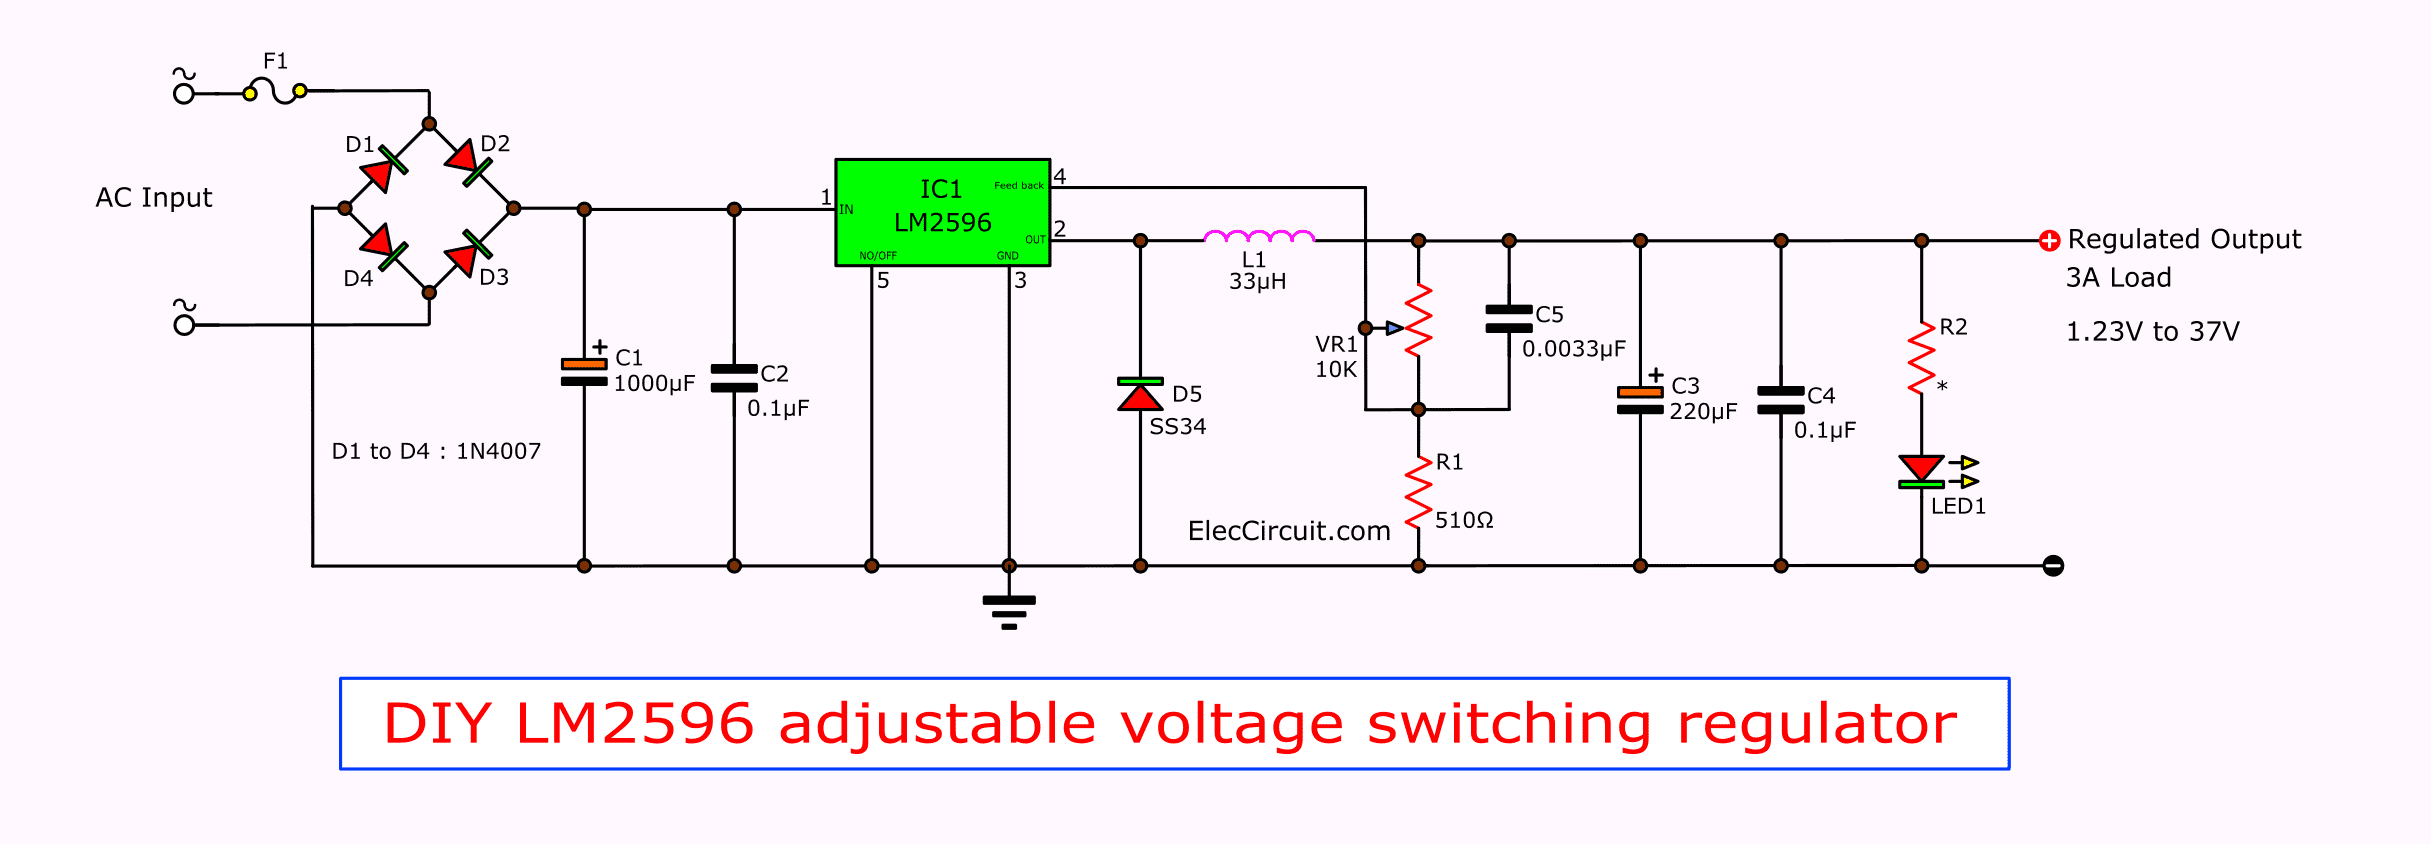 F1
~
D1
D2
AC Input
D4
D3
~
1
IN
IC1
LM2596
Feed back
4
OUT
2
NO/OFF
GND
5
3
+
C1
1000µF
C2
0.1µF
D1 to D4 : 1N4007
L1
33µH
D5
SS34
VR1
10K
C5
0.0033µF
R1
510Ω
ElecCircuit.com
+
C3
220µF
C4
0.1µF
R2
*
LED1
+
Regulated Output
3A Load
1.23V to 37V
−
DIY LM2596 adjustable voltage switching regulator